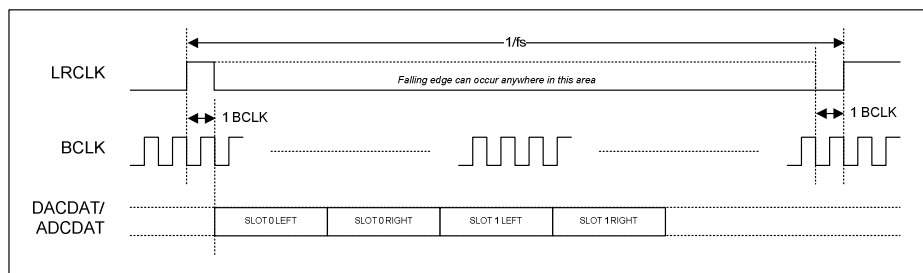 1/fs
LRCLK
Falling edge can occur anywhere in this area
1 BCLK
1 BCLK
BCLK
DACDAT/
ADCDAT
SLOT 0 LEFT
SLOT 0 RIGHT
SLOT 1 LEFT
SLOT 1 RIGHT